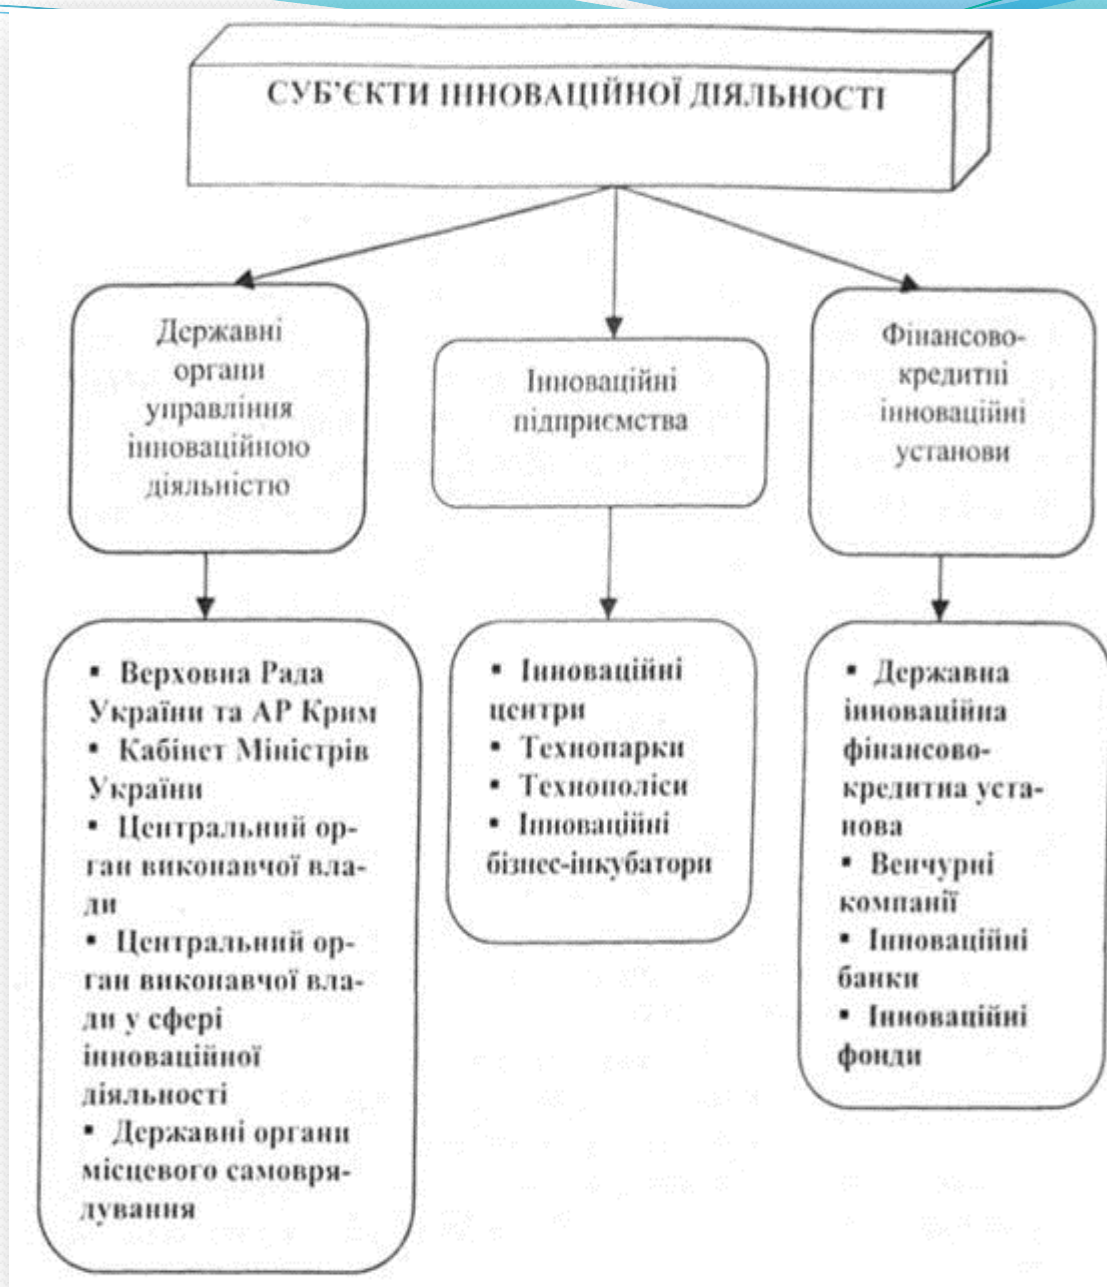 СУБ’ЄКТИ ІННОВАЦІЙНОЇ ДІЯЛЬНОСТІ
Державні
органи
управління
інноваційною
діяльністю
Інноваційні
підприємства
Фінансово-
кредитні
інноваційні
установи
▪ Верховна Рада
України та АР Крим
▪ Кабінет Міністрів
України
▪ Центральний ор-
ган виконавчої вла-
ди
▪ Центральний ор-
ган виконавчої вла-
ди у сфері
інноваційної
діяльності
▪ Державні органи
місцевого самовря-
дування
▪ Інноваційні
центри
▪ Технопарки
▪ Технополіси
▪ Інноваційні
бізнес-інкубатори
▪ Державна
інноваційна
фінансово-
кредитна уста-
нова
▪ Венчурні
компанії
▪ Інноваційні
банки
▪ Інноваційні
фонди